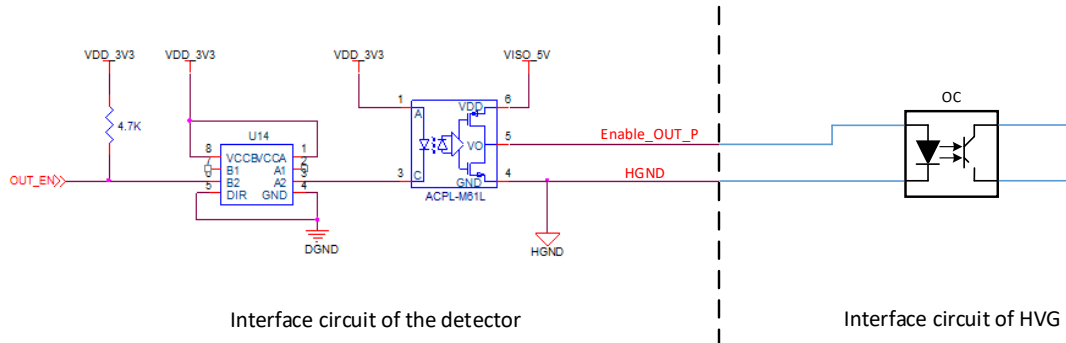 VDD_3V3
VDD_3V3
VDD_3V3
VISO_5V
OC
4.7K
U14
1
A
VDD
6
8
VCCB
VCCA
1
7
B1
A1
2
VO
5
Enable_OUT_P
OUT_EN
6
B2
A2
3
3
C
GND
4
HGND
5
DIR
GND
4
ACPL-M61L
DGND
HGND
Interface circuit of the detector
Interface circuit of HVG